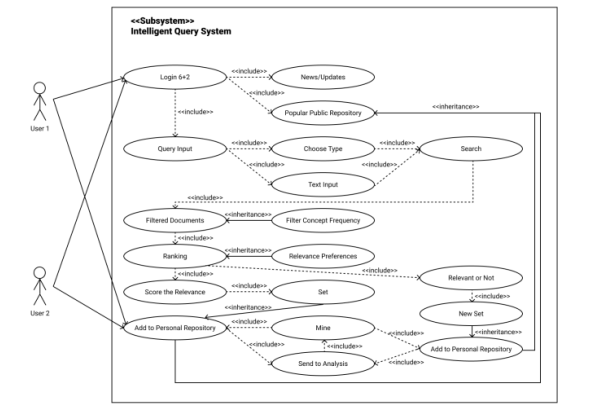 <<Subsystem>>
Intelligent Query System
Login 6+2
<<include>>
News/Updates
<<include>>
Popular Public Repository
<<inheritance>>
<<include>>
User 1
Query Input
<<include>>
Choose Type
<<include>>
Search
<<include>>
<<include>>
Text Input
<<include>>
Filtered Documents
<<inheritance>>
Filter Concept Frequency
<<include>>
Ranking
<<inheritance>>
Relevance Preferences
<<include>>
<<include>>
Relevant or Not
Score the Relevance
<<include>>
Set
<<include>>
User 2
<<inheritance>>
New Set
Add to Personal Repository
<<include>>
Mine
<<include>>
<<inheritance>>
<<include>>
<<include>>
Add to Personal Repository
Send to Analysis
<<include>>